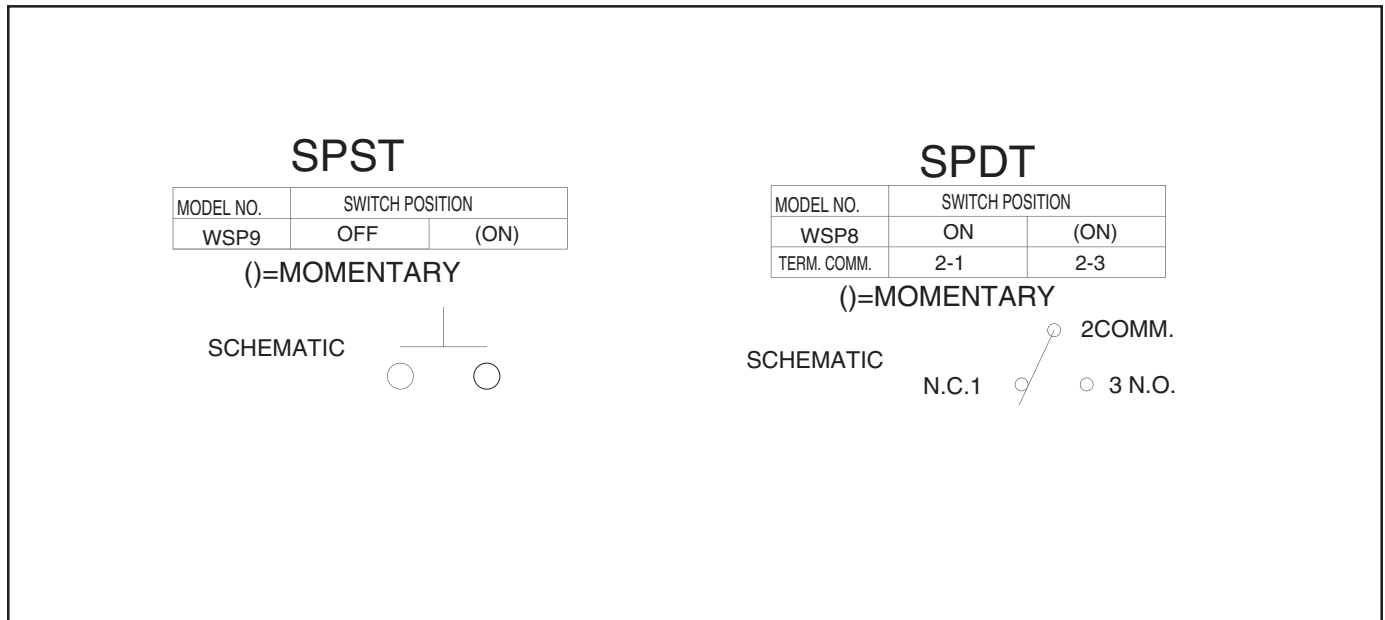 SPST
MODEL NO. SWITCH POSITION
WSP9 OFF (ON)
()=MOMENTARY
SCHEMATIC
SPDT
MODEL NO. SWITCH POSITION
WSP8 ON (ON)
TERM. COMM. 2-1 2-3
()=MOMENTARY
2COMM.
SCHEMATIC
N.C.1 3 N.O.